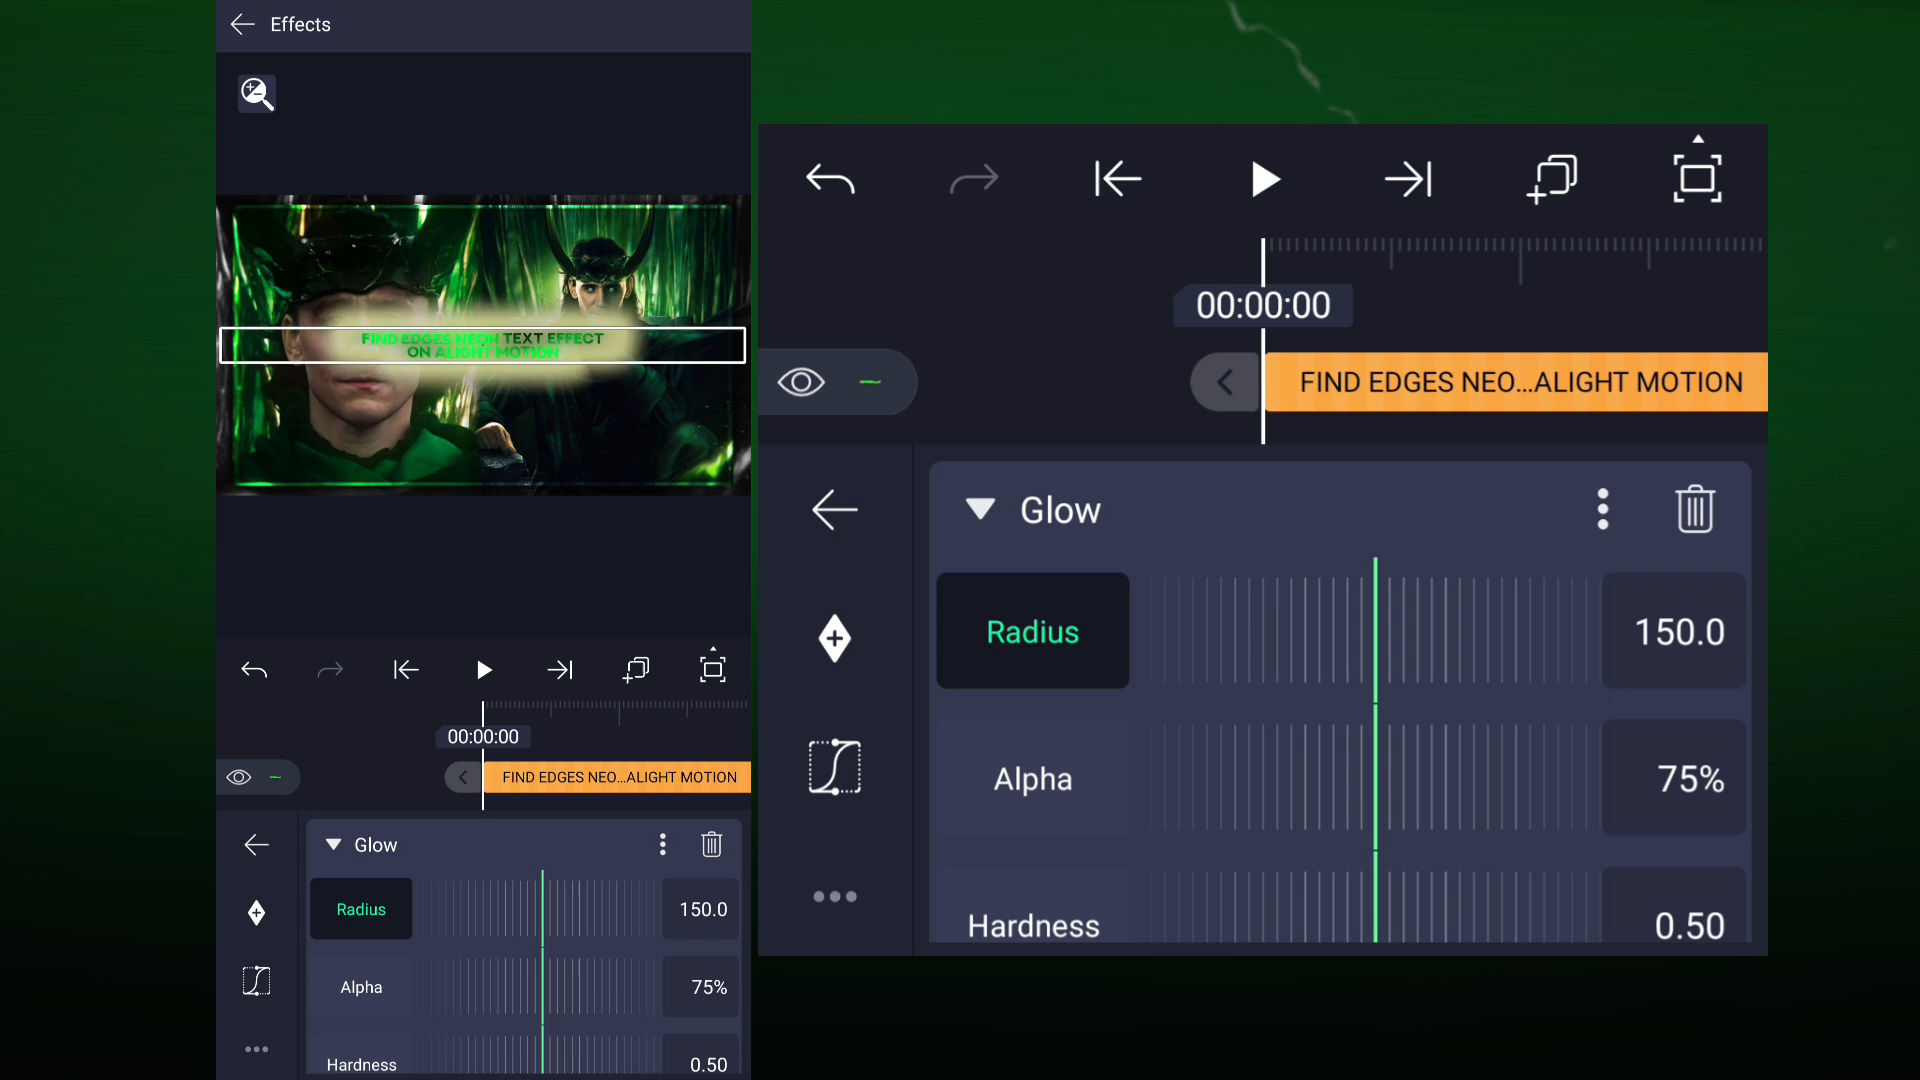 Effects
FIND EDGES NEON TEXT EFFECT
ON ALIGHT MOTION
00:00:00
FIND EDGES NEO...ALIGHT MOTION
Glow
Radius
150.0
Alpha
75%
Hardness
0.50
00:00:00
FIND EDGES NEO...ALIGHT MOTION
Glow
Radius
150.0
Alpha
75%
Hardness
0.50